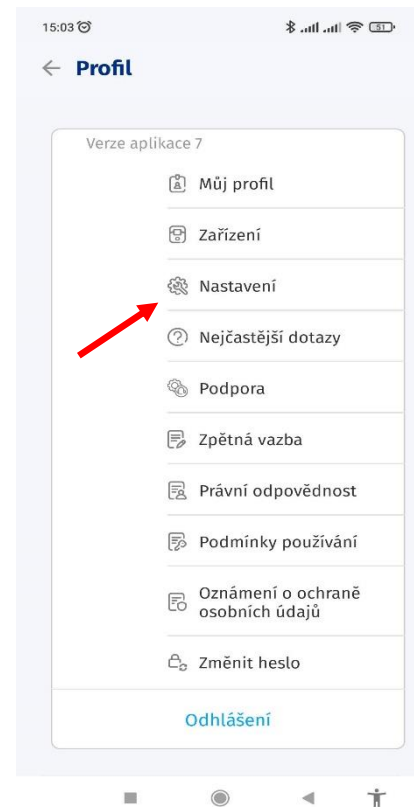 15:03
51
Profil
Verze aplikace 7
Můj profil
Zařízení
Nastavení
Nejčastější dotazy
Podpora
Zpětná vazba
Právní odpovědnost
Podmínky používání
Oznámení o ochraně
osobních údajů
Změnit heslo
Odhlášení